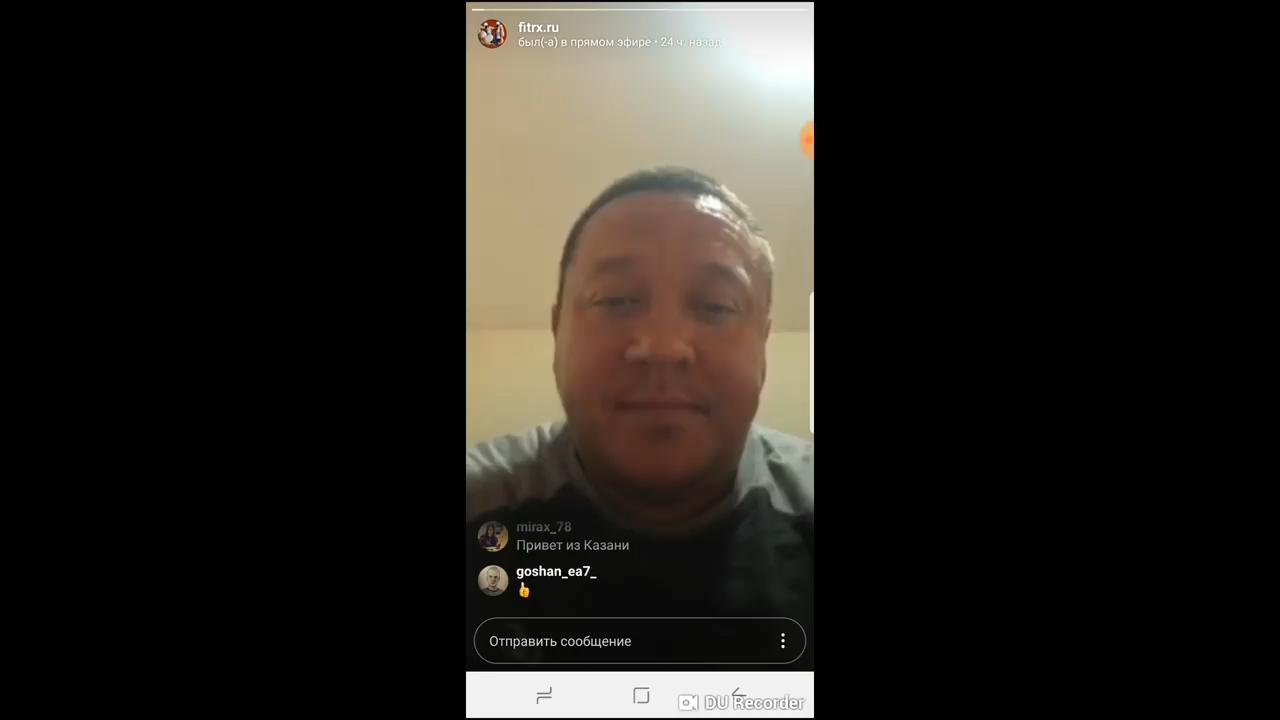 fitrx.ru
был(-а) в прямом эфире • 24 ч. назад
mirax_78
Привет из Казани
goshan_ea7_
👍
Отправить сообщение
DU Recorder